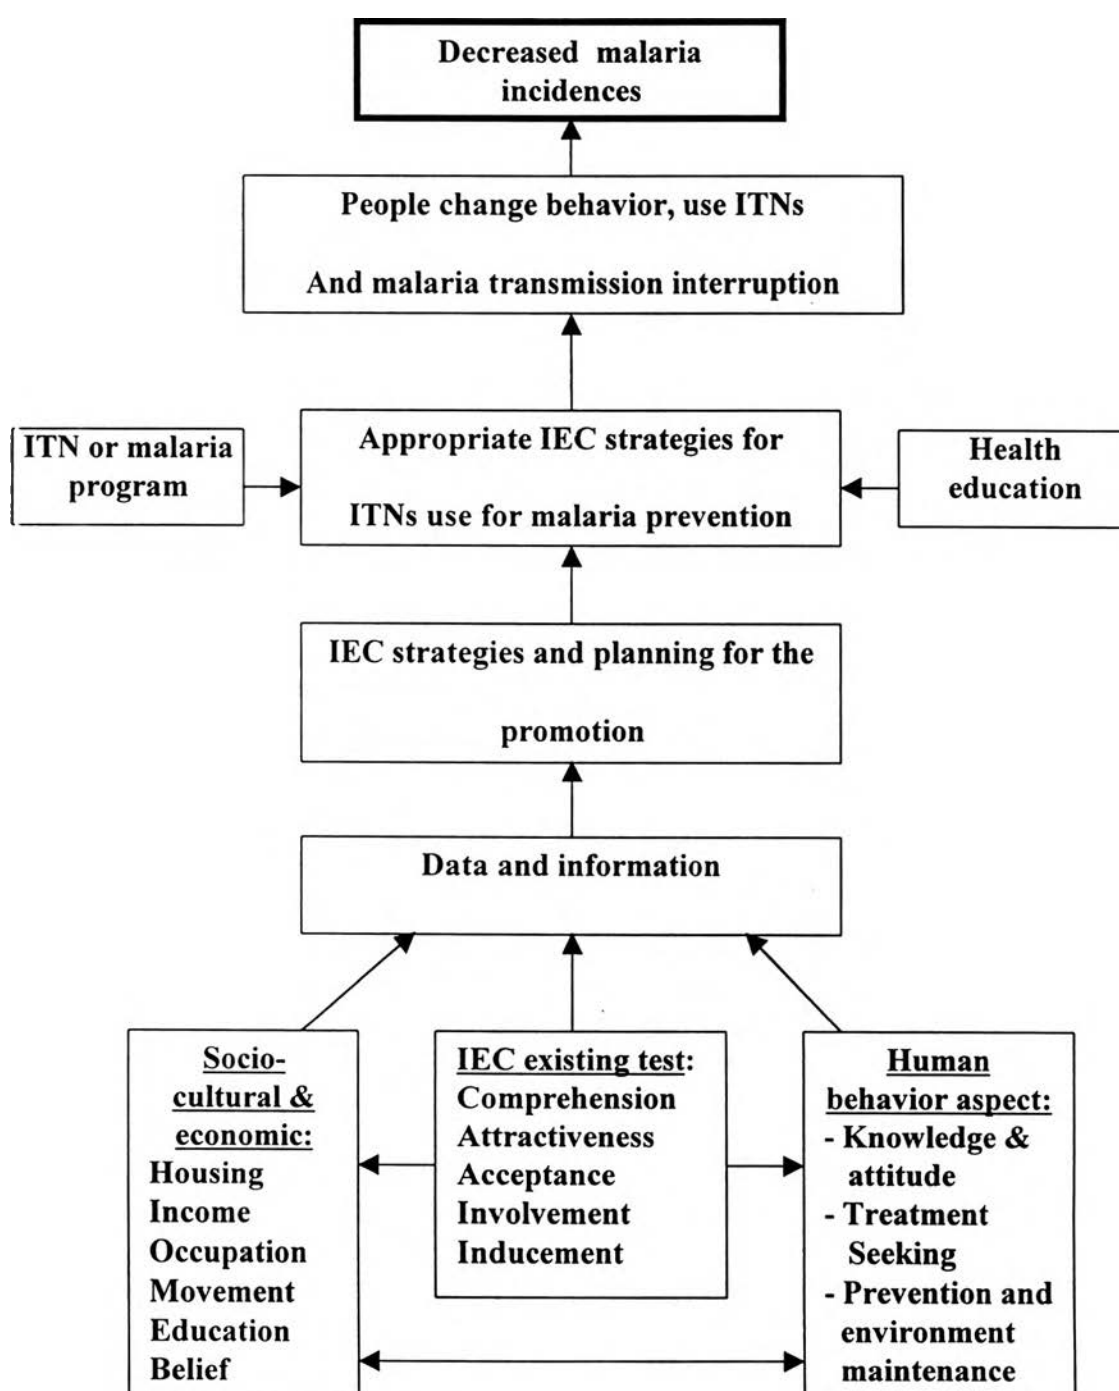 Decreased malaria
incidences
People change behavior, use ITNs
And malaria transmission interruption
ITN or malaria
program
Appropriate IEC strategies for
ITNs use for malaria prevention
Health
education
IEC strategies and planning for the
promotion
Data and information
Socio-
cultural &
economic:
Housing
Income
Occupation
Movement
Education
Belief
IEC existing test:
Comprehension
Attractiveness
Acceptance
Involvement
Inducement
Human
behavior aspect:
- Knowledge &
attitude
- Treatment
Seeking
- Prevention and
environment
maintenance